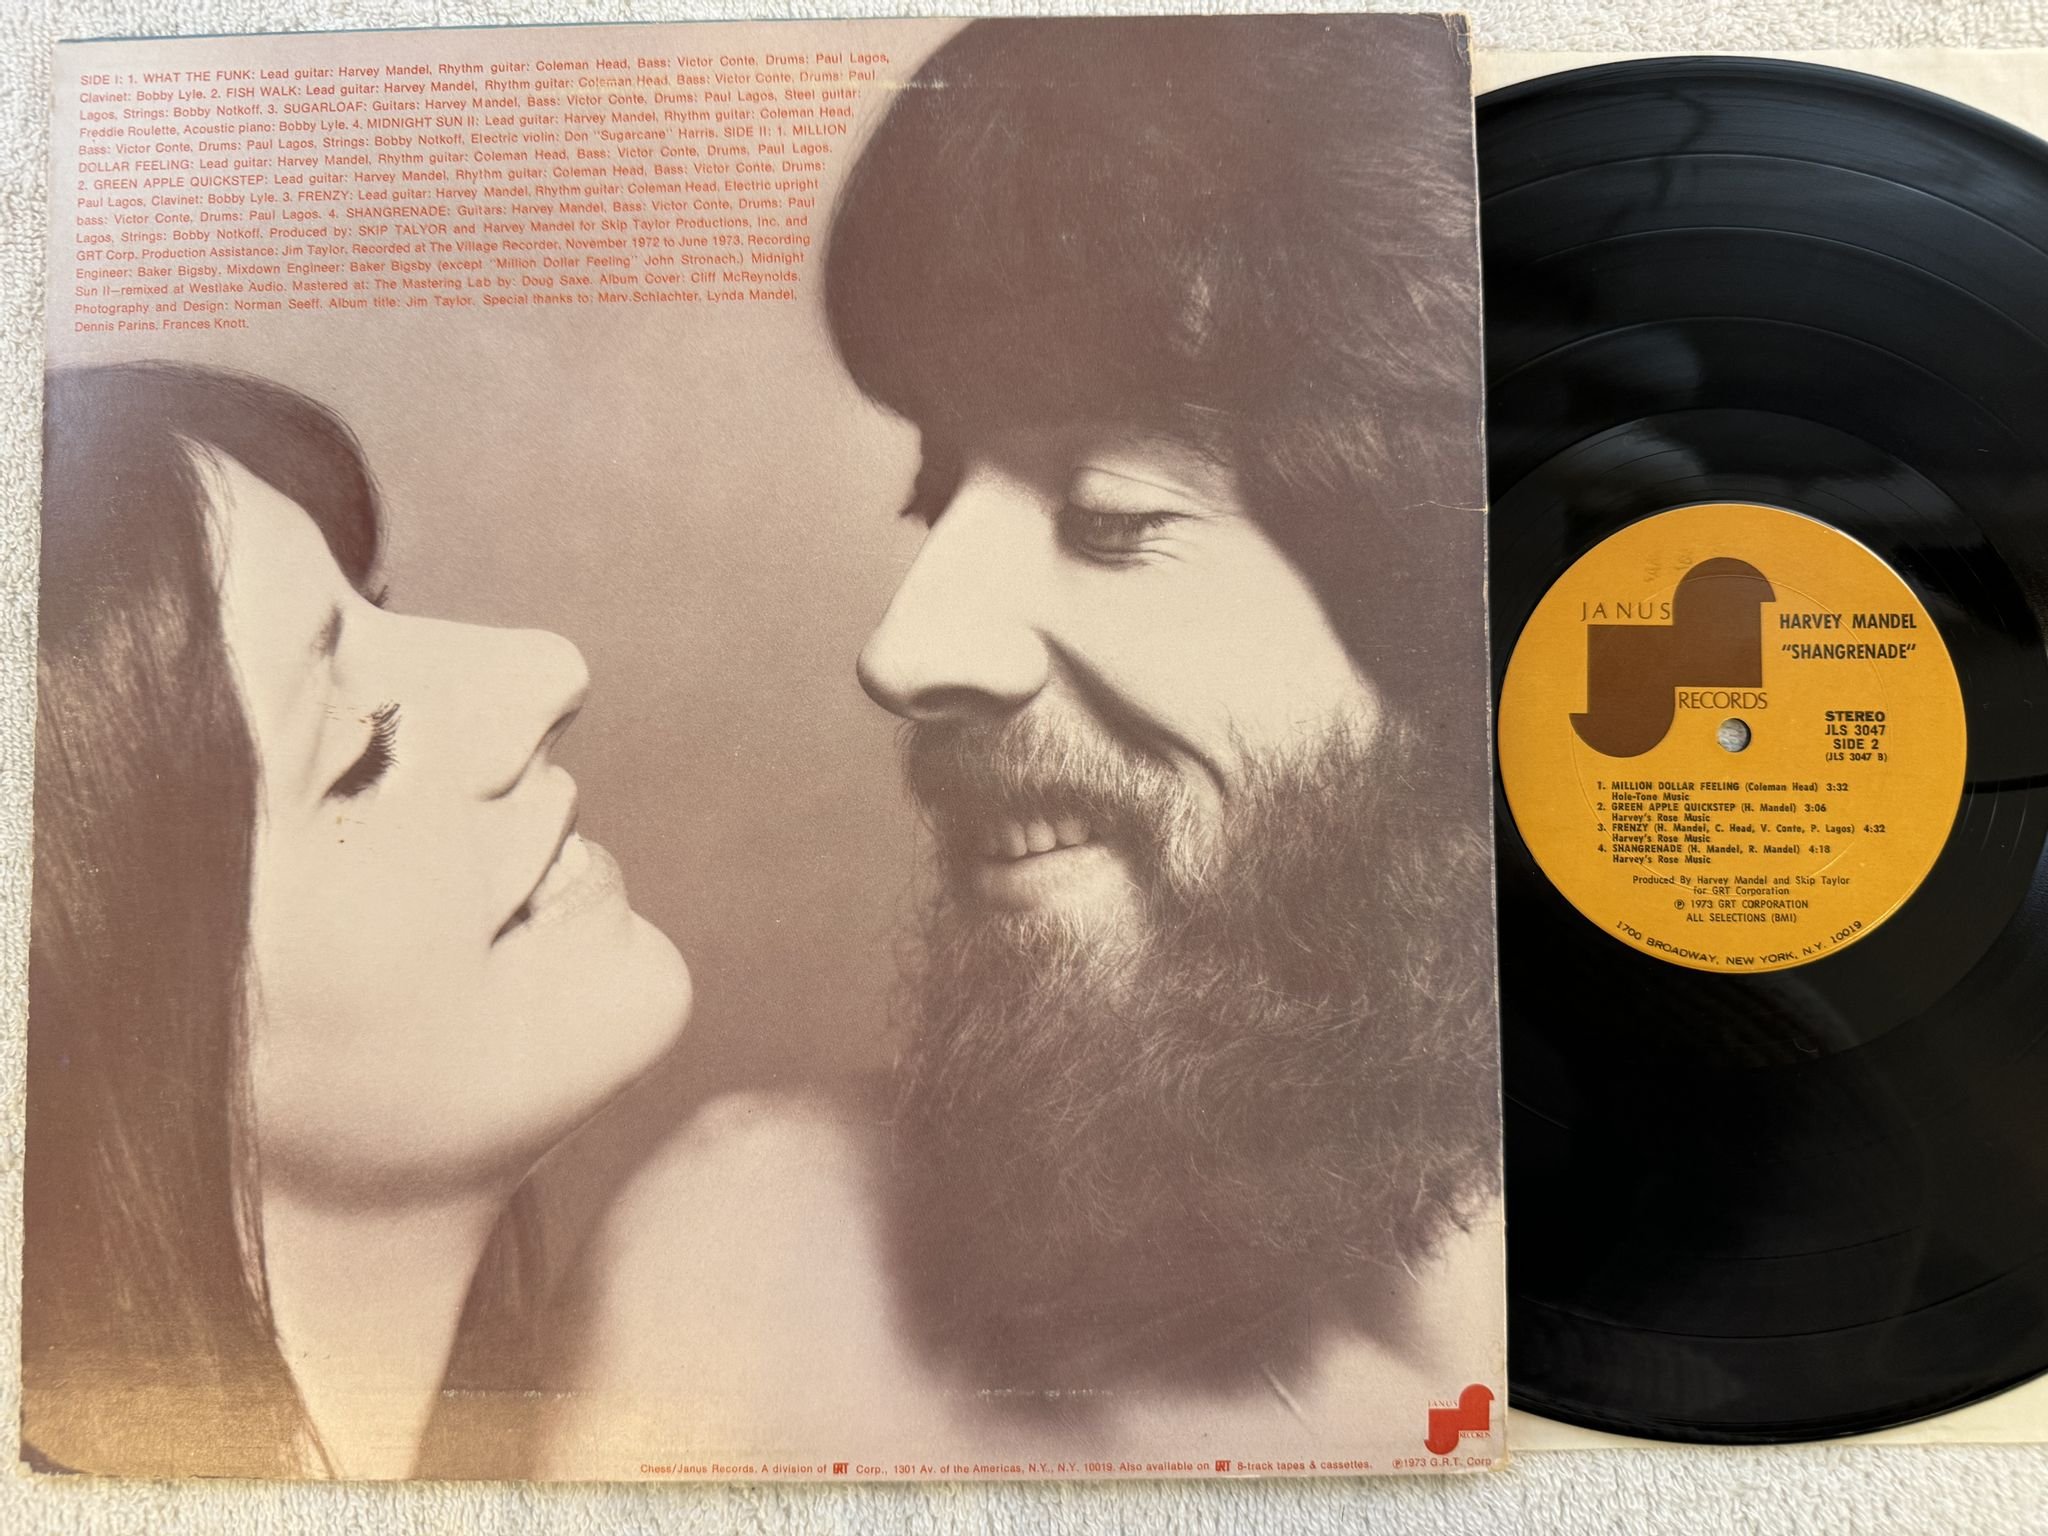 SIDE I: 1. WHAT THE FUNK: Lead guitar: Harvey Mandel, Rhythm guitar: Coleman Head, Bass: Victor Conte, Drums: Paul Lagos,
Clavinet: Bobby Lyle. 2. FISH WALK: Lead guitar: Harvey Mandel, Rhythm guitar: Coleman Head, Bass: Victor Conte, Drums: Paul
Lagos, Strings: Bobby Notkoff. 3. SUGARLOAF: Guitars: Harvey Mandel, Bass: Victor Conte, Drums: Paul Lagos, Steel guitar:
Freddie Roulette, Acoustic piano: Bobby Lyle. 4. MIDNIGHT SUN II: Lead guitar: Harvey Mandel, Rhythm guitar: Coleman Head,
Bass: Victor Conte, Drums: Paul Lagos, Strings: Bobby Notkoff, Electric violin: Don "Sugarcane" Harris. SIDE II: 1. MILLION
DOLLAR FEELING: Lead guitar: Harvey Mandel, Rhythm guitar: Coleman Head, Bass: Victor Conte, Drums, Paul Lagos.
2. GREEN APPLE QUICKSTEP: Lead guitar: Harvey Mandel, Rhythm guitar: Coleman Head, Bass: Victor Conte, Drums:
Paul Lagos, Clavinet: Bobby Lyle. 3. FRENZY: Lead guitar: Harvey Mandel, Rhythm guitar: Coleman Head, Electric upright
bass: Victor Conte, Drums: Paul Lagos. 4. SHANGRENADE: Guitars: Harvey Mandel, Bass: Victor Conte, Drums: Paul
Lagos, Strings: Bobby Notkoff. Produced by: SKIP TALYOR and Harvey Mandel for Skip Taylor Productions, Inc. and
GRT Corp. Production Assistance: Jim Taylor. Recorded at The Village Recorder, November 1972 to June 1973. Recording
Engineer: Baker Bigsby. Mixdown Engineer: Baker Bigsby (except "Million Dollar Feeling" John Stronach.) Midnight
Sun II—remixed at Westlake Audio. Mastered at: The Mastering Lab by: Doug Saxe. Album Cover: Cliff McReynolds.
Photography and Design: Norman Seeff. Album title: Jim Taylor. Special thanks to: Marv.Schlachter, Lynda Mandel,
Dennis Parins, Frances Knott.
JANUS
RECORDS
Chess/Janus Records. A division of GRT Corp., 1301 Av. of the Americas, N.Y., N.Y. 10019. Also available on GRT 8-track tapes & cassettes. ℗1973 G.R.T. Corp
JANUS
RECORDS
HARVEY MANDEL
"SHANGRENADE"
STEREO
JLS 3047
SIDE 2
(JLS 3047 B)
1. MILLION DOLLAR FEELING (Coleman Head) 3:32
Hole-Tone Music
2. GREEN APPLE QUICKSTEP (H. Mandel) 3:06
Harvey's Rose Music
3. FRENZY (H. Mandel, C. Head, V. Conte, P. Lagos) 4:32
Harvey's Rose Music
4. SHANGRENADE (H. Mandel, R. Mandel) 4:18
Harvey's Rose Music
Produced By Harvey Mandel and Skip Taylor
for GRT Corporation
℗ 1973 GRT CORPORATION
ALL SELECTIONS (BMI)
1700 BROADWAY, NEW YORK, N.Y. 10019